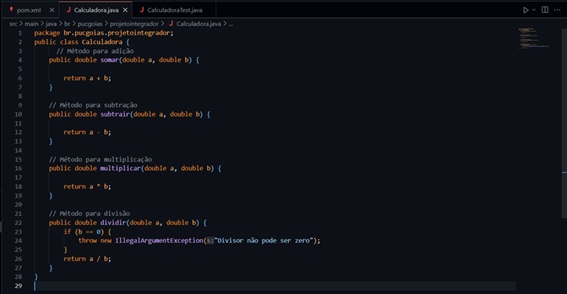 pom.xml Calculadora.java CalculadoraTest.java
src > main > java > br > pucgoias > projetointegrador > Calculadora.java > ...
1 package br.pucgoias.projetointegrador;
2 public class Calculadora {
3 // Método para adição
4 public double somar(double a, double b) {
5
6 return a + b;
7 }
8
9 // Método para subtração
10 public double subtrair(double a, double b) {
11
12 return a - b;
13 }
14
15 // Método para multiplicação
16 public double multiplicar(double a, double b) {
17
18 return a * b;
19 }
20
21 // Método para divisão
22 public double dividir(double a, double b) {
23 if (b == 0) {
24 throw new IllegalArgumentException(s:"Divisor não pode ser zero");
25 }
26 return a / b;
27 }
28 }
29